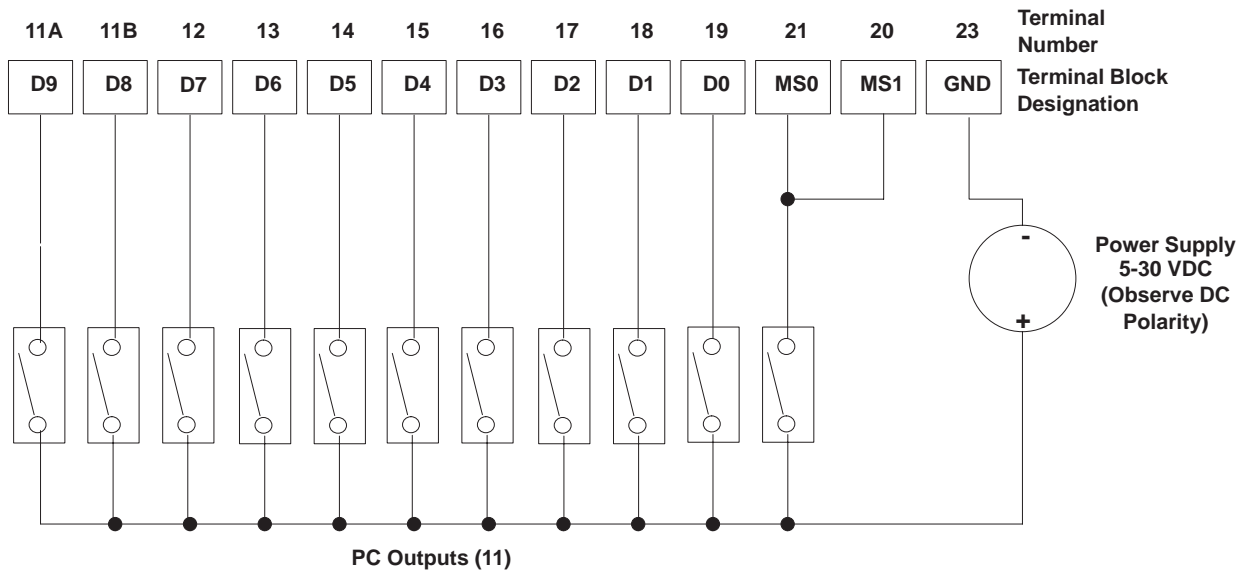 11A 11B 12 13 14 15 16 17 18 19 21 20 23 Terminal
Number
D9 D8 D7 D6 D5 D4 D3 D2 D1 D0 MS0 MS1 GND Terminal Block
Designation
-
Power Supply
5-30 VDC
(Observe DC
Polarity)
+
PC Outputs (11)